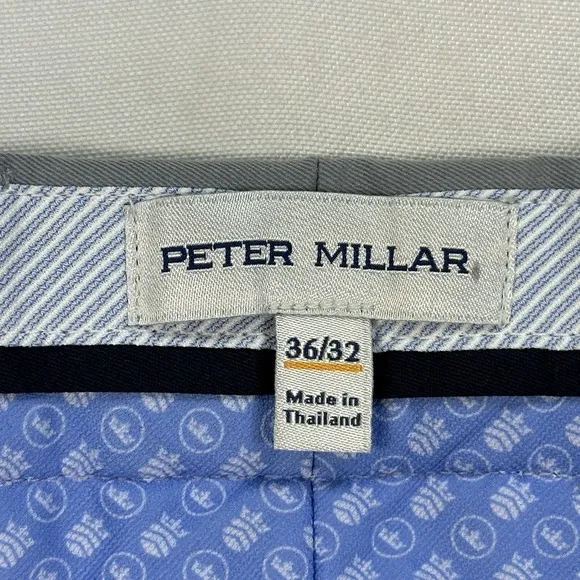 PETER MILLAR
36/32
Made in
Thailand